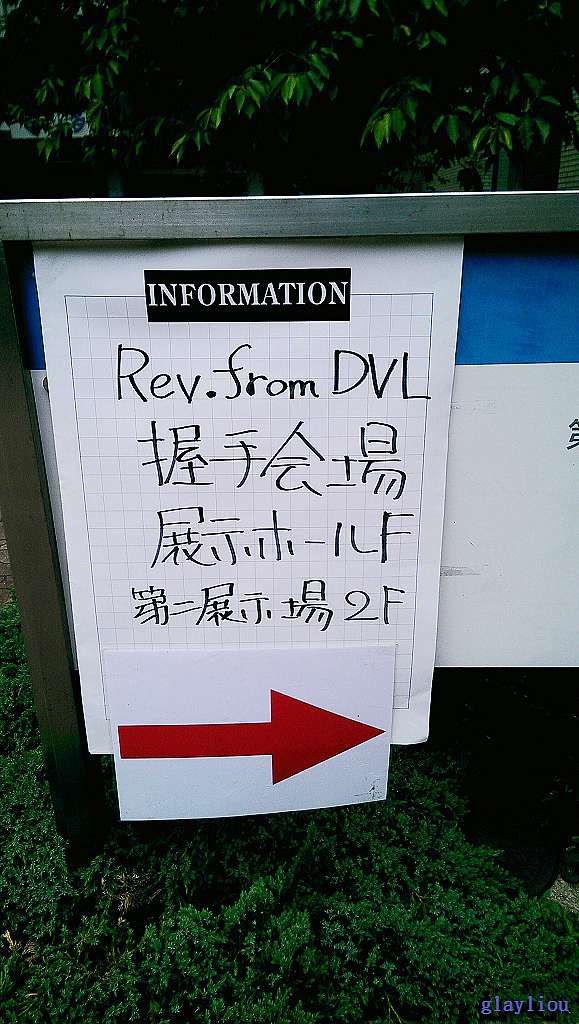 INFORMATION
Rev.from DVL
握手会場
展示ホールF
第二展示場 2F
第
glayliou